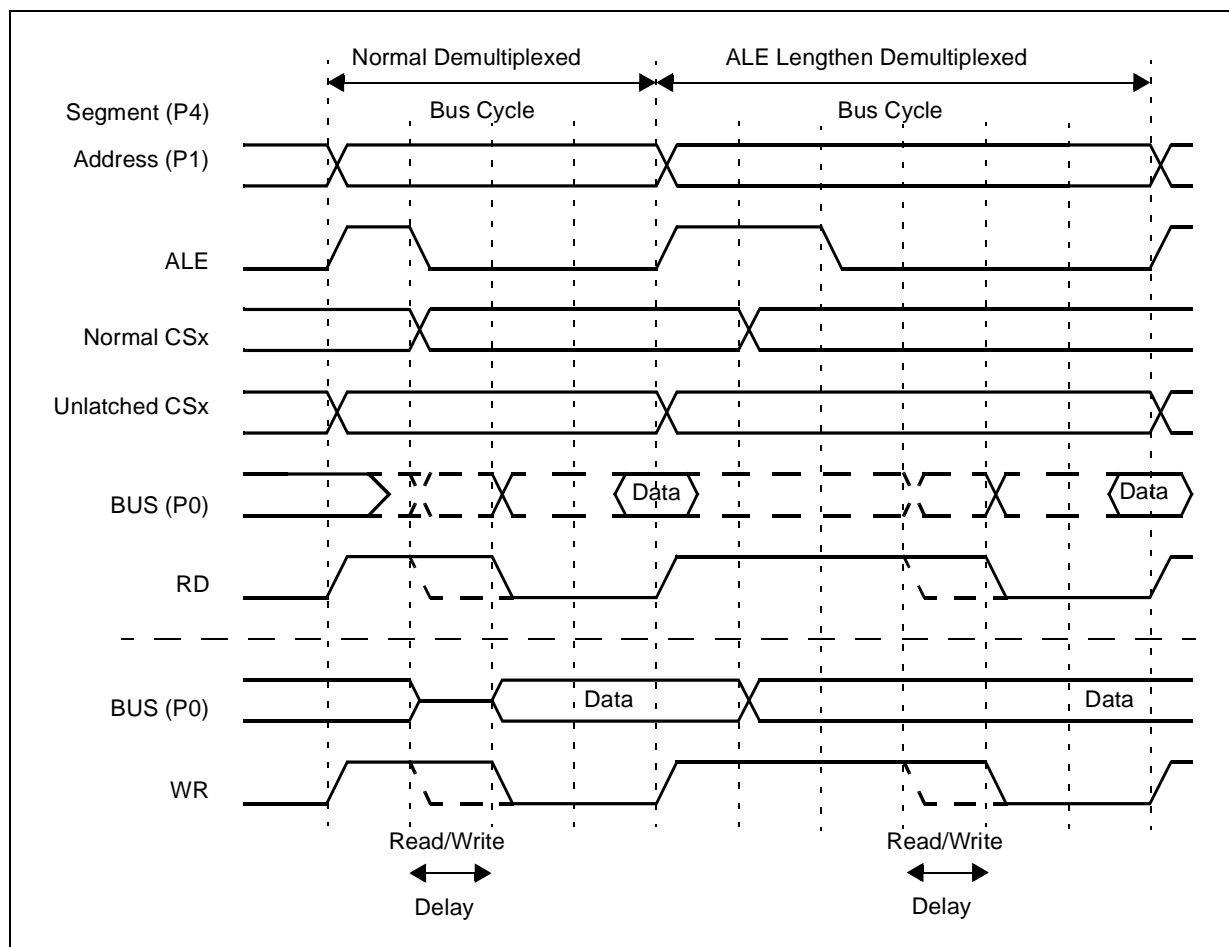 Normal Demultiplexed
ALE Lengthen Demultiplexed
Segment (P4)
Bus Cycle
Bus Cycle
Address (P1)
ALE
Normal CSx
Unlatched CSx
BUS (P0)
Data
Data
RD
BUS (P0)
Data
Data
WR
Read/Write
Read/Write
Delay
Delay